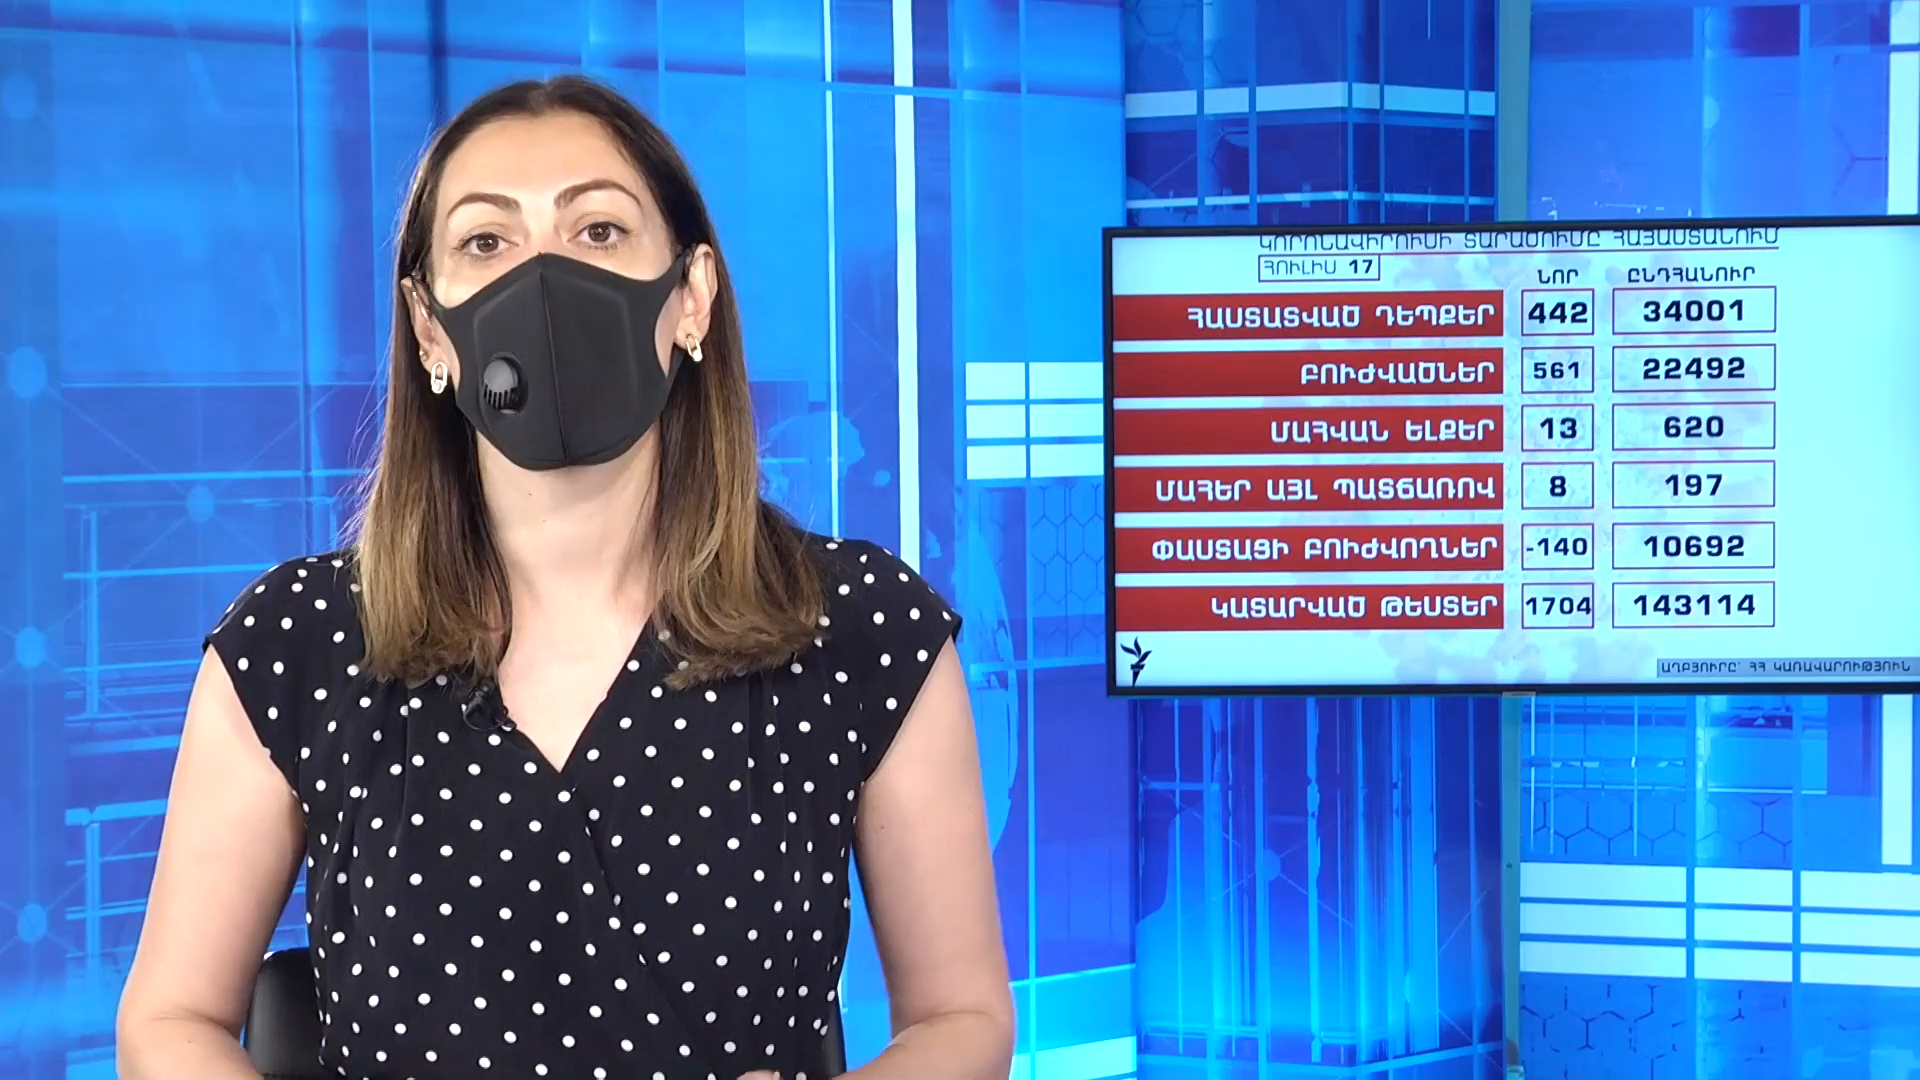 ԿՈՐՈՆԱՎԻՐՈՒՍԻ ՏԱՐԱԾՈՒՄԸ ՀԱՅԱՍՏԱՆՈՒՄ
ՀՈՒԼԻՍ 17
ՆՈՐ ԸՆԴՀԱՆՈՒՐ
ՀԱՍՏԱՏՎԱԾ ԴԵՊՔԵՐ 442 34001
ԲՈՒԺՎԱԾՆԵՐ 561 22492
ՄԱՀՎԱՆ ԵԼՔԵՐ 13 620
ՄԱՀԵՐ ԱՅԼ ՊԱՏՃԱՌՈՎ 8 197
ՓԱՍՏԱՑԻ ԲՈՒԺՎՈՂՆԵՐ -140 10692
ԿԱՏԱՐՎԱԾ ԹԵՍՏԵՐ 1704 143114
ԱՂԲՅՈՒՐԸ՝ ՀՀ ԿԱՌԱՎԱՐՈՒԹՅՈՒՆ